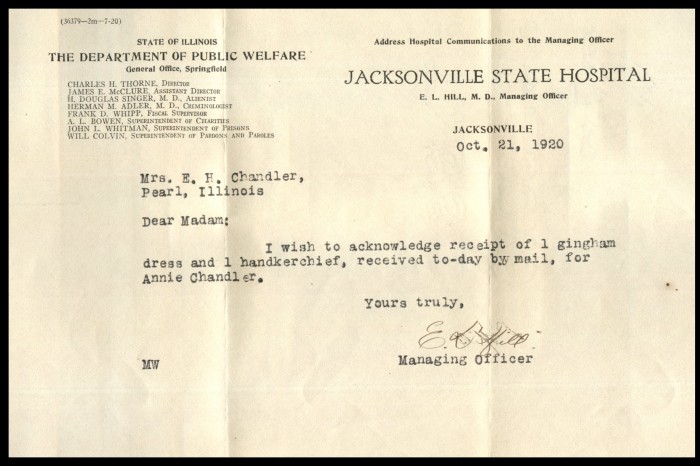 (36379—2m—7-20)
STATE OF ILLINOIS
THE DEPARTMENT OF PUBLIC WELFARE
General Office, Springfield
CHARLES H. THORNE, Director
JAMES E. McCLURE, Assistant Director
H. DOUGLAS SINGER, M. D., Alienist
HERMAN M. ADLER, M. D., Criminologist
FRANK D. WHIPP, Fiscal Supervisor
A. L. BOWEN, Superintendent of Charities
JOHN L. WHITMAN, Superintendent of Prisons
WILL COLVIN, Superintendent of Pardons and Paroles
Address Hospital Communications to the Managing Officer
JACKSONVILLE STATE HOSPITAL
E. L. HILL, M. D., Managing Officer
JACKSONVILLE
Oct. 21, 1920
Mrs. E. H. Chandler,
Pearl, Illinois
Dear Madam:
I wish to acknowledge receipt of 1 gingham
dress and 1 handkerchief, received to-day by mail, for
Annie Chandler.
Yours truly,
E. L. Hill
Managing Officer
MW